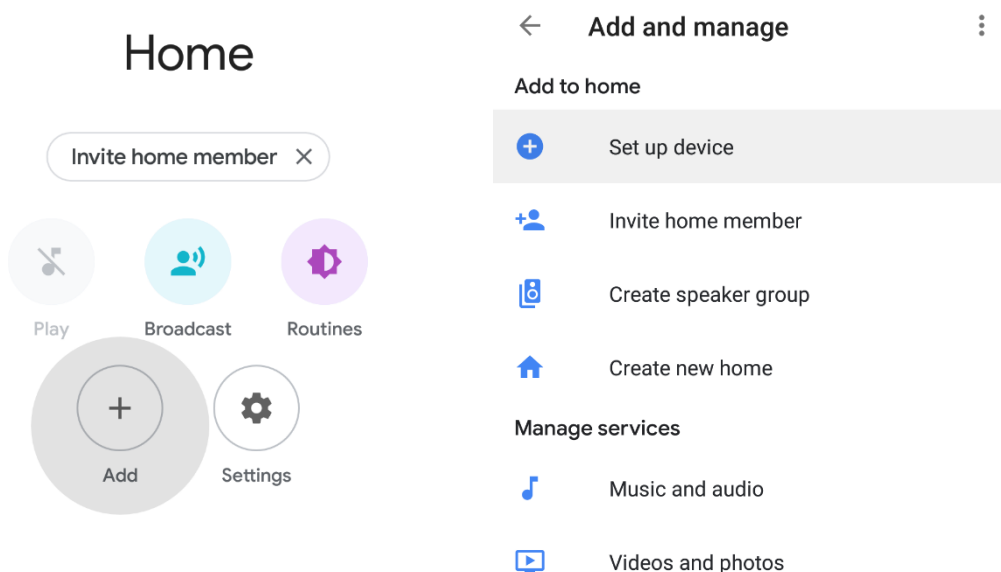 Home
Invite home member
Play
Broadcast
Routines
Add
Settings
Add and manage
Add to home
Set up device
Invite home member
Create speaker group
Create new home
Manage services
Music and audio
Videos and photos